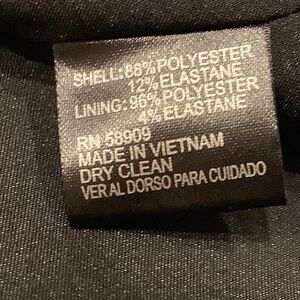 SHELL:88%POLYESTER
12%ELASTANE
LINING:96%POLYESTER
4%ELASTANE
RN 58909
MADE IN VIETNAM
DRY CLEAN
VER AL DORSO PARA CUIDADO